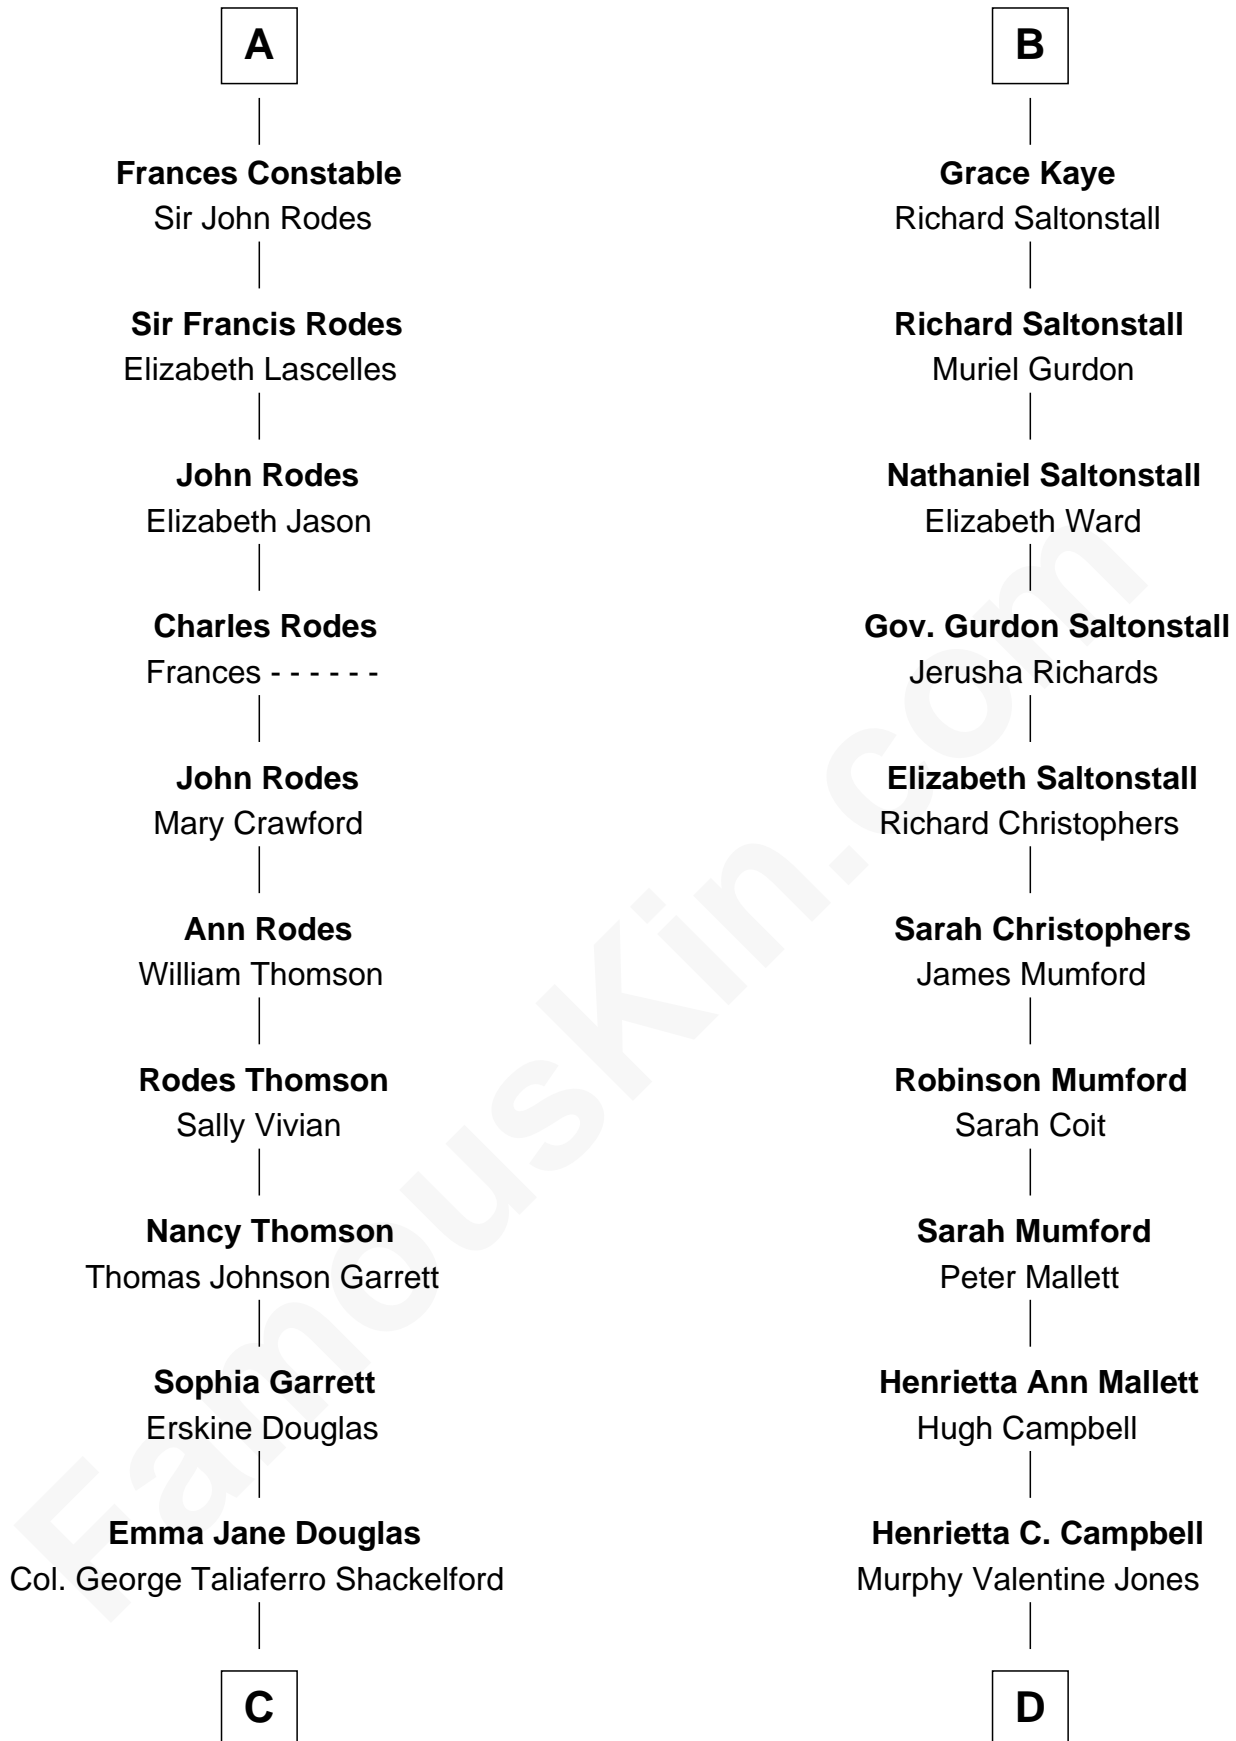 A
Frances Constable
Sir John Rodes
Sir Francis Rodes
Elizabeth Lascelles
John Rodes
Elizabeth Jason
Charles Rodes
Frances - - - - - -
John Rodes
Mary Crawford
Ann Rodes
William Thomson
Rodes Thomson
Sally Vivian
Nancy Thomson
Thomas Johnson Garrett
Sophia Garrett
Erskine Douglas
Emma Jane Douglas
Col. George Taliaferro Shackelford
C
B
Grace Kaye
Richard Saltonstall
Richard Saltonstall
Muriel Gurdon
Nathaniel Saltonstall
Elizabeth Ward
Gov. Gurdon Saltonstall
Jerusha Richards
Elizabeth Saltonstall
Richard Christophers
Sarah Christophers
James Mumford
Robinson Mumford
Sarah Coit
Sarah Mumford
Peter Mallett
Henrietta Ann Mallett
Hugh Campbell
Henrietta C. Campbell
Murphy Valentine Jones
D
FamousKin.com